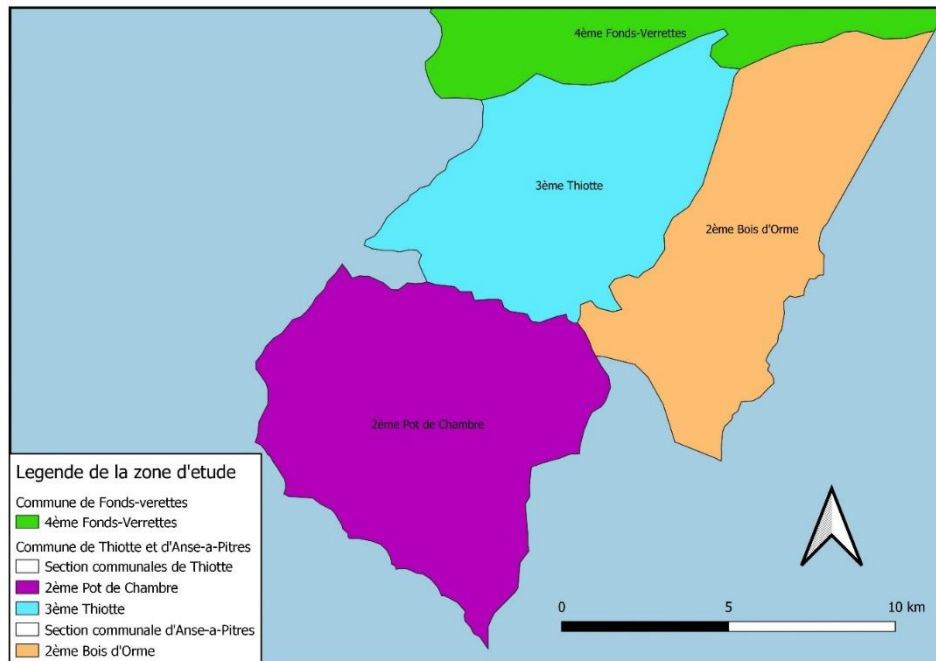 4ème Fonds-Verrettes
3ème Thiotte
2ème Bois d'Orme
2ème Pot de Chambre
Legende de la zone d'etude
Commune de Fonds-verettes
4ème Fonds-Verrettes
Commune de Thiotte et d'Anse-a-Pitres
Section communales de Thiotte
2ème Pot de Chambre
3ème Thiotte
Section communale d'Anse-a-Pitres
2ème Bois d'Orme
0 5 10 km